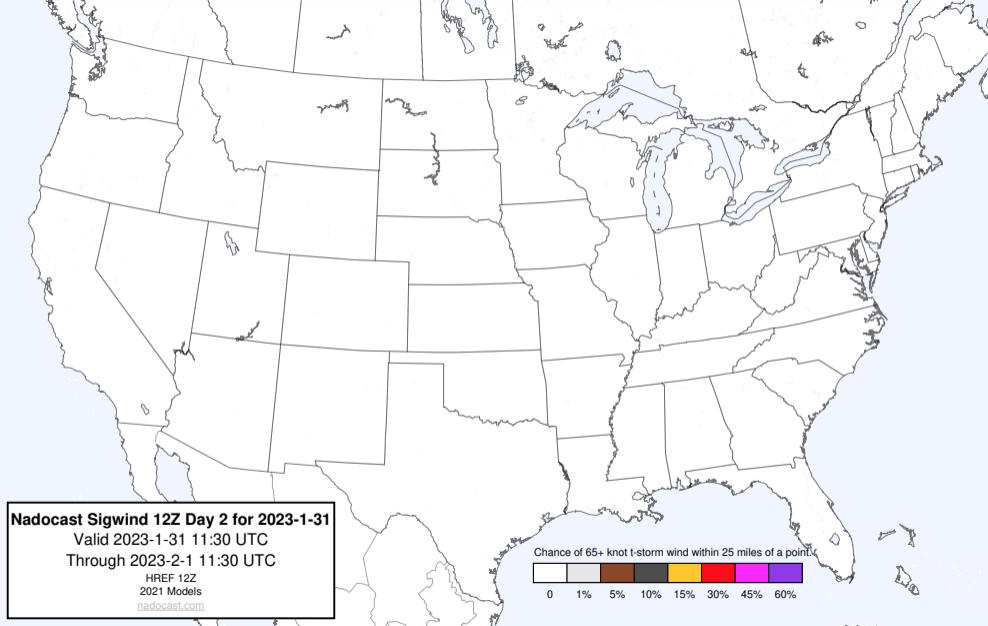 Nadocast Sigwind 12Z Day 2 for 2023-1-31
Valid 2023-1-31 11:30 UTC
Through 2023-2-1 11:30 UTC
HREF 12Z
2021 Models
nadocast.com
Chance of 65+ knot t-storm wind within 25 miles of a point.
0 1% 5% 10% 15% 30% 45% 60%